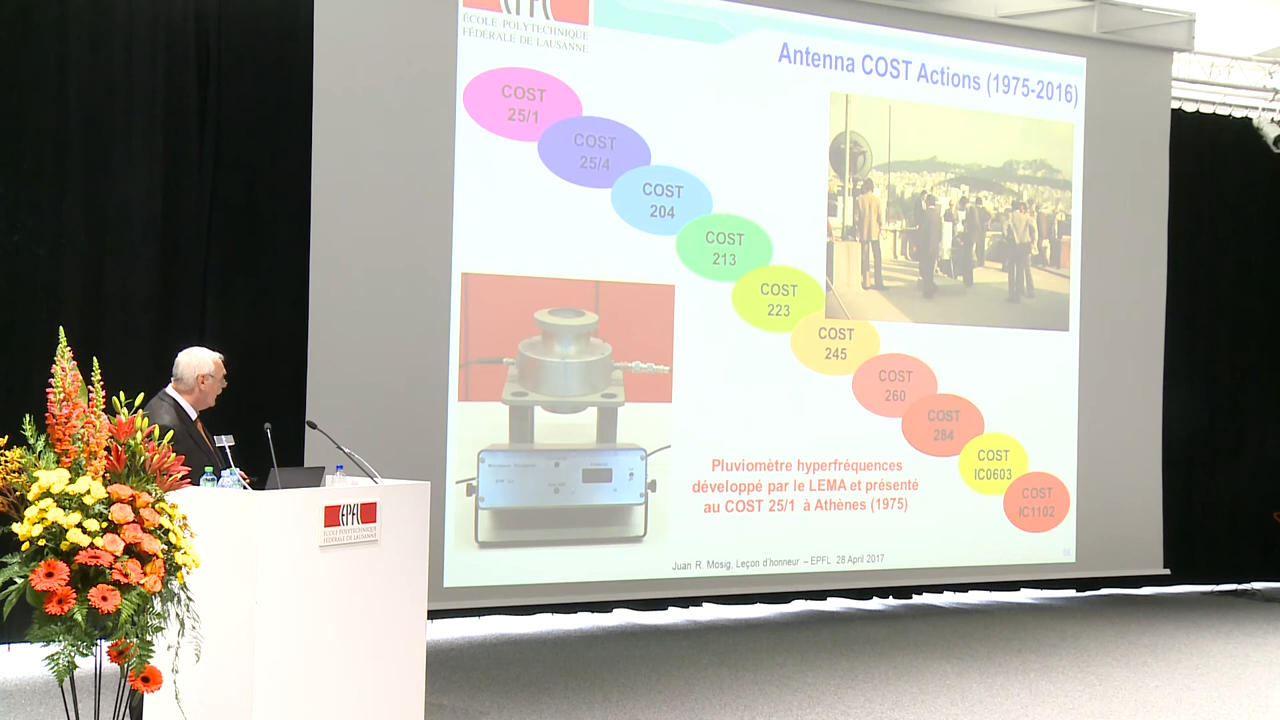 EPFL
ÉCOLE POLYTECHNIQUE
FÉDÉRALE DE LAUSANNE
Antenna COST Actions (1975-2016)
COST
25/1
COST
25/4
COST
204
COST
213
COST
223
COST
245
COST
260
COST
284
COST
IC0603
COST
IC1102
Pluviomètre hyperfréquences
développé par le LEMA et présenté
au COST 25/1 à Athènes (1975)
Juan R. Mosig, Leçon d'honneur – EPFL 28 April 2017
EPFL
ÉCOLE POLYTECHNIQUE
FÉDÉRALE DE LAUSANNE